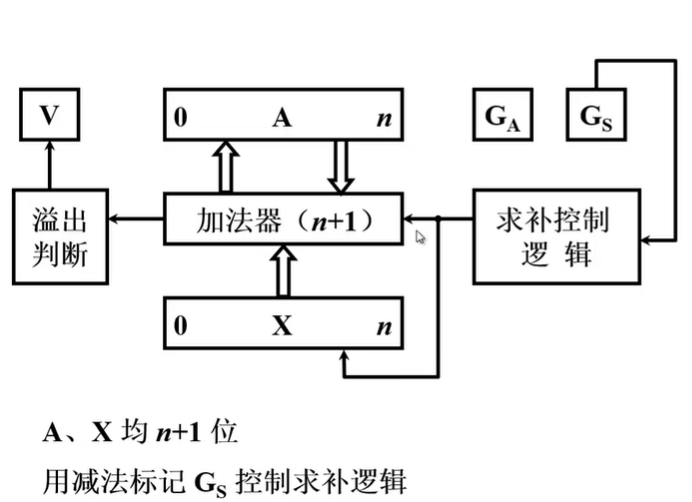 V
0 A n
G_A
G_S
溢出
判断
加法器（n+1）
求补控制
逻 辑
0 X n
A、X 均 n+1 位
用减法标记 G_S 控制求补逻辑